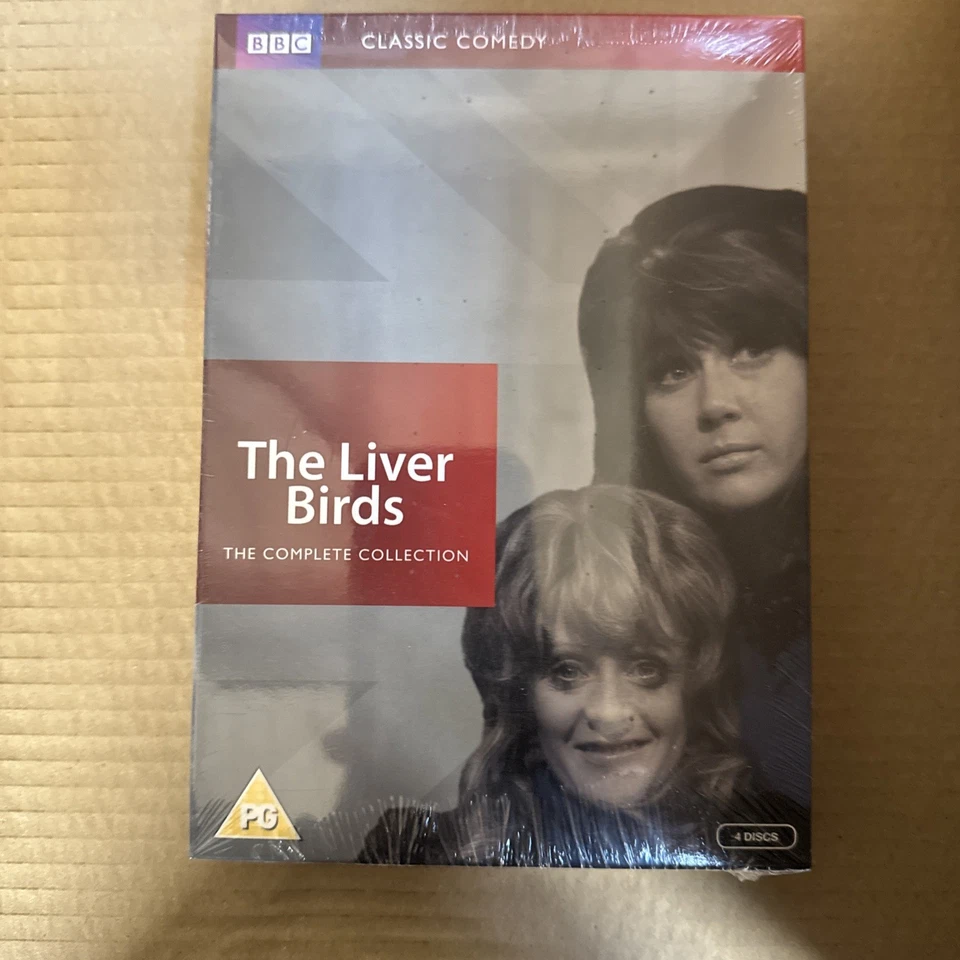 BBC CLASSIC COMEDY
The Liver
Birds
THE COMPLETE COLLECTION
PG
4 DISCS